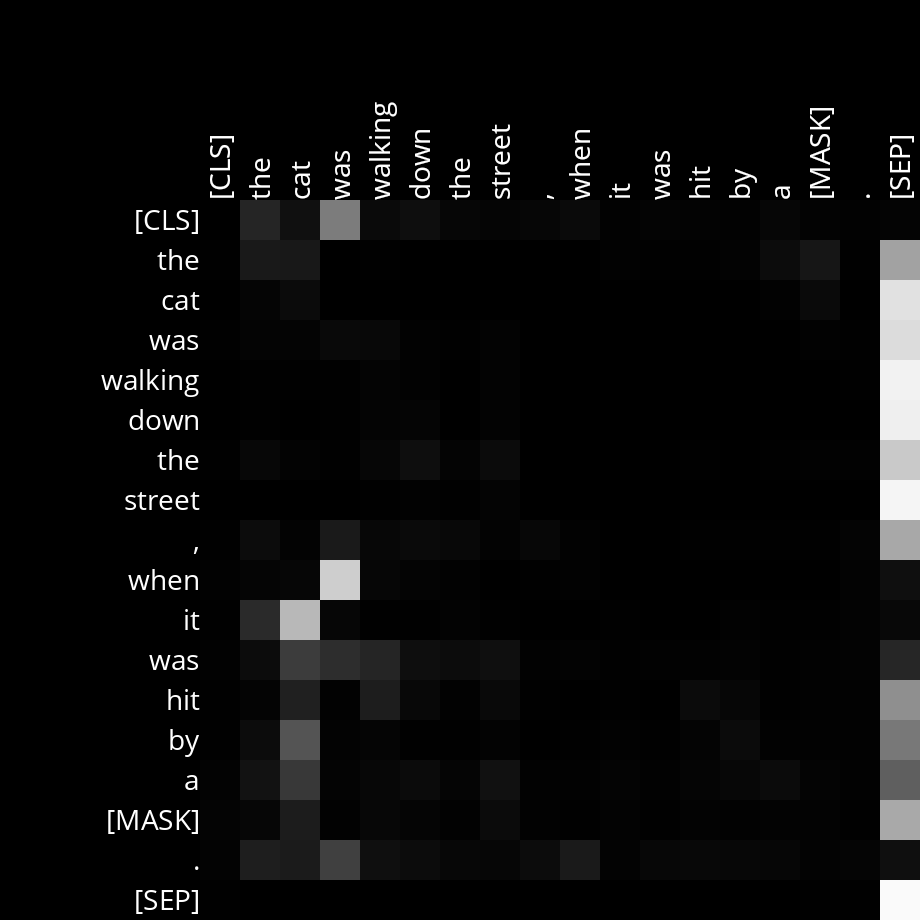 [CLS] the cat was walking down the street , when it was hit by a [MASK] . [SEP]
[CLS]
the
cat
was
walking
down
the
street
,
when
it
was
hit
by
a
[MASK]
.
[SEP]